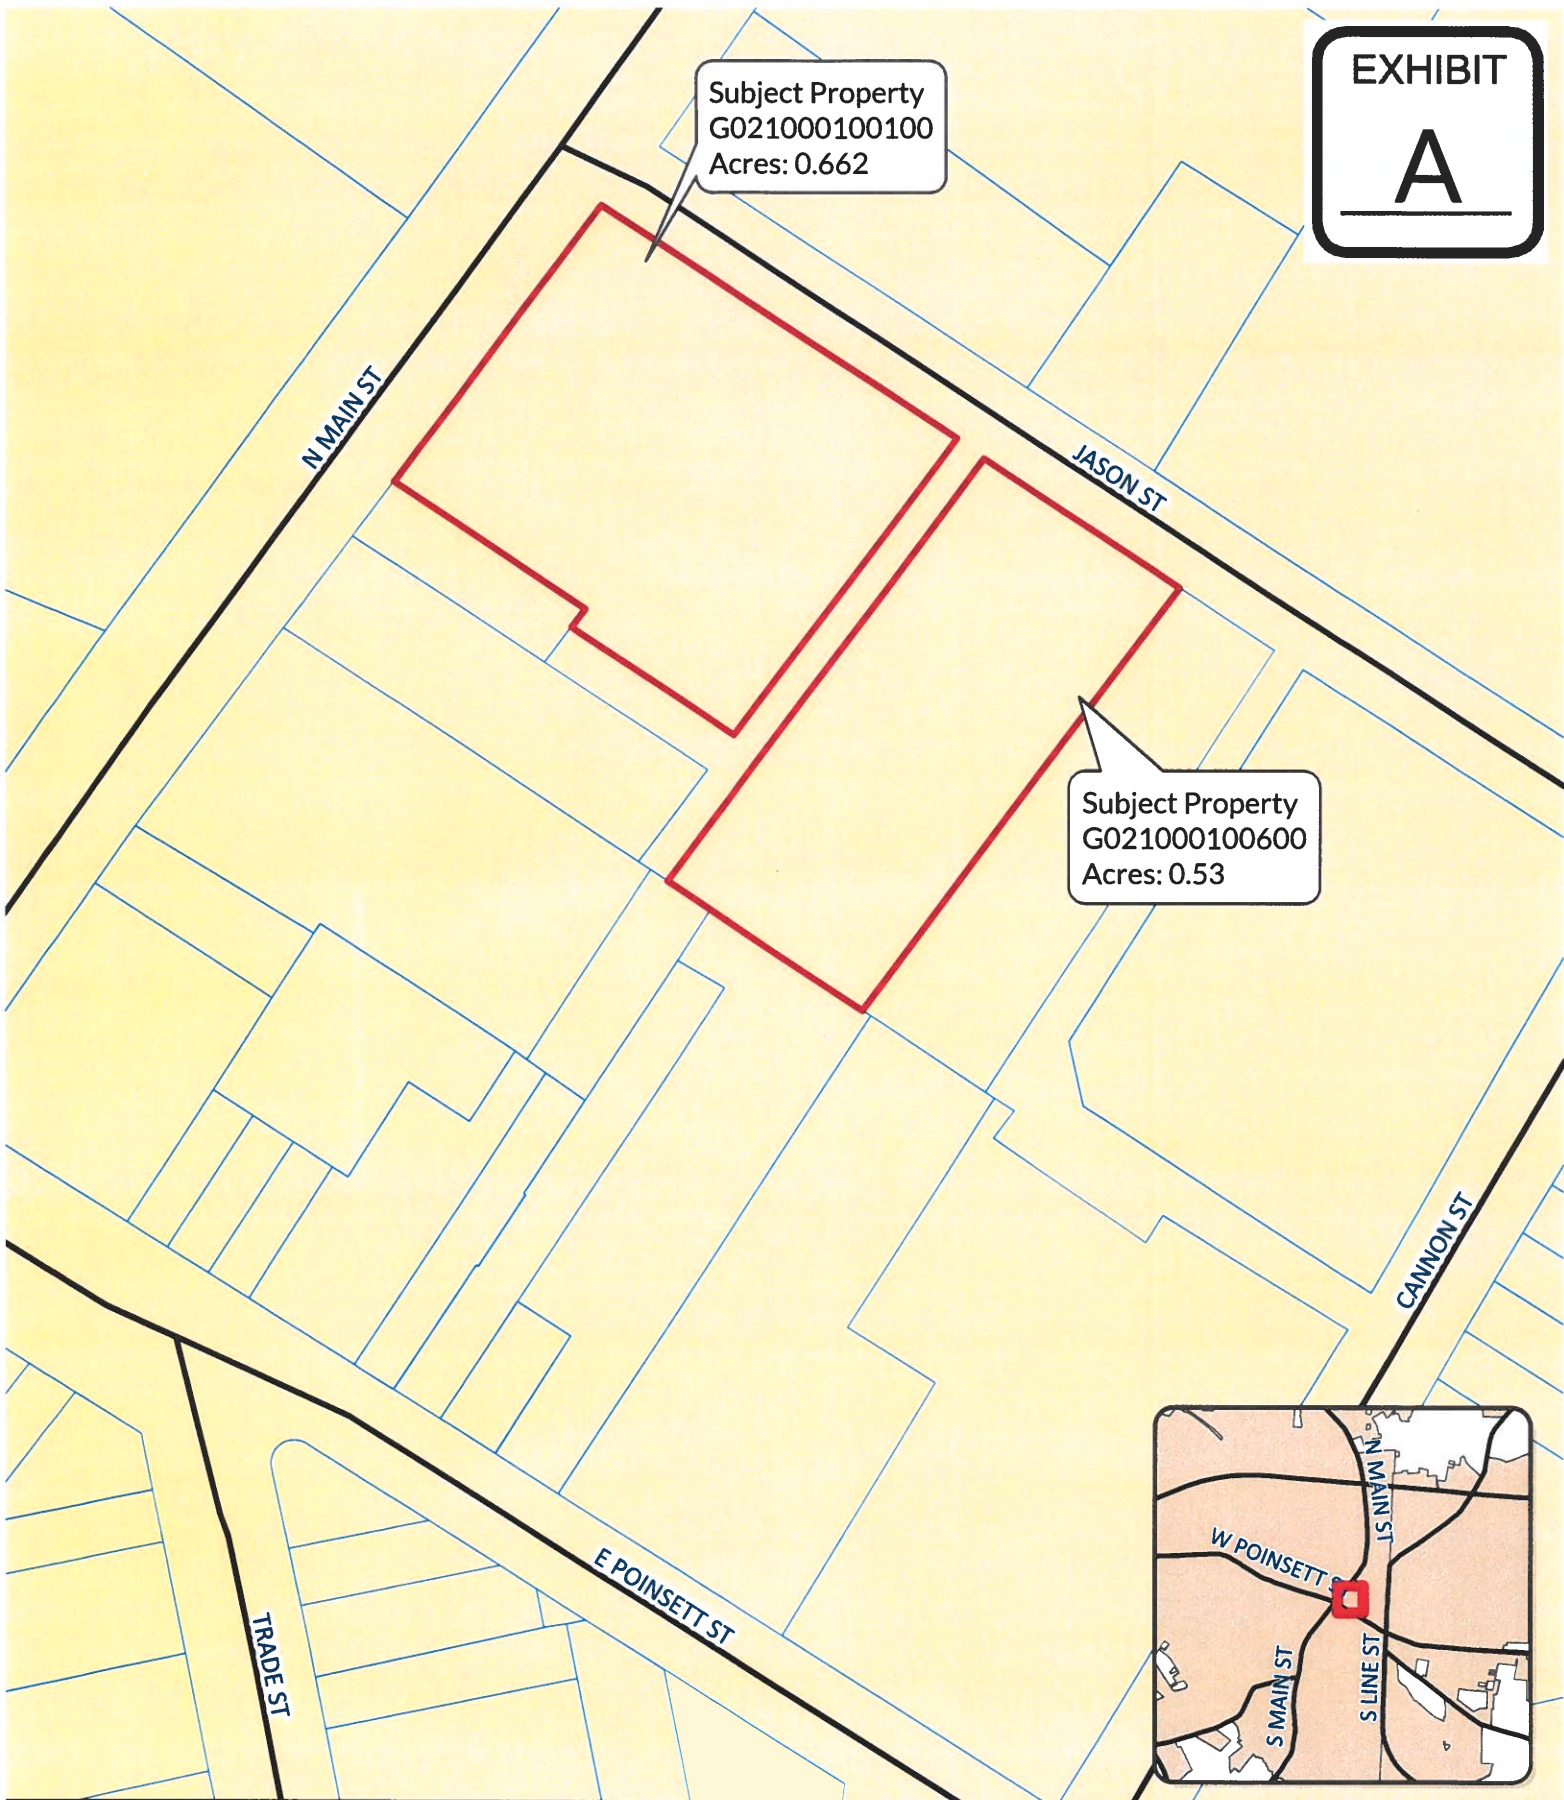 EXHIBIT
A
Subject Property
G021000100100
Acres: 0.662
N MAIN ST
JASON ST
Subject Property
G021000100600
Acres: 0.53
CANNON ST
E POINSETT ST
TRADE ST
N MAIN ST
W POINSETT S
S MAIN ST
S LINE ST